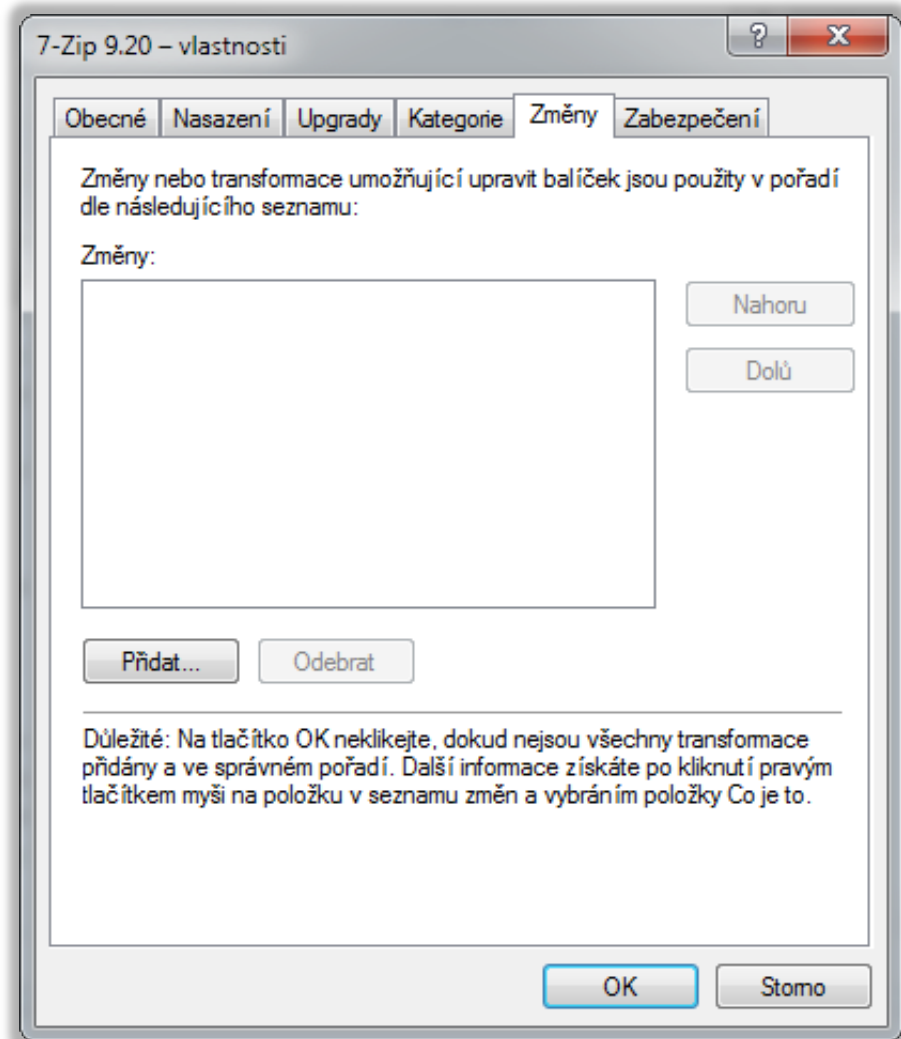 7-Zip 9.20 – vlastnosti
Obecné Nasazení Upgrady Kategorie Změny Zabezpečení
Změny nebo transformace umožňující upravit balíček jsou použity v pořadí
dle následujícího seznamu:
Změny:
Nahoru
Dolů
Přidat... Odebrat
Důležité: Na tlačítko OK neklikejte, dokud nejsou všechny transformace
přidány a ve správném pořadí. Další informace získáte po kliknutí pravým
tlačítkem myši na položku v seznamu změn a vybráním položky Co je to.
OK Storno